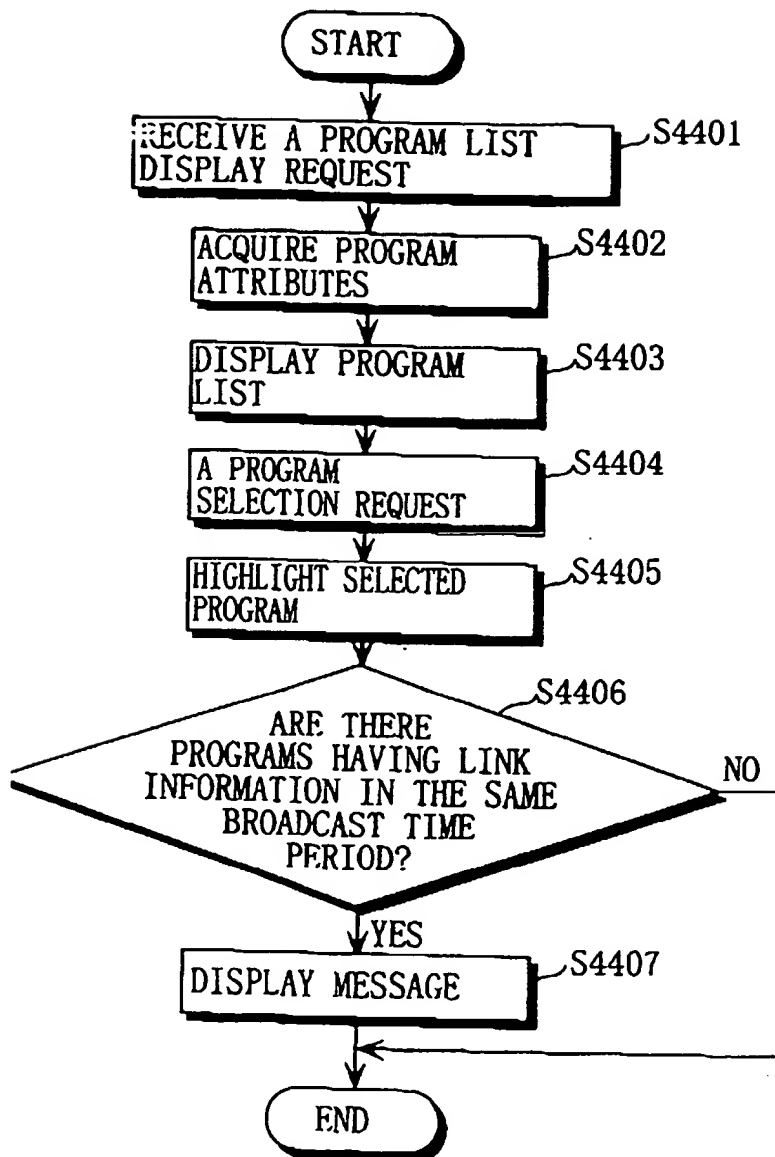 START
RECEIVE A PROGRAM LIST
DISPLAY REQUEST
S4401
ACQUIRE PROGRAM
ATTRIBUTES
S4402
DISPLAY PROGRAM
LIST
S4403
A PROGRAM
SELECTION REQUEST
S4404
HIGHLIGHT SELECTED
PROGRAM
S4405
S4406
ARE THERE
PROGRAMS HAVING LINK
INFORMATION IN THE SAME
BROADCAST TIME
PERIOD?
NO
YES
DISPLAY MESSAGE
S4407
END